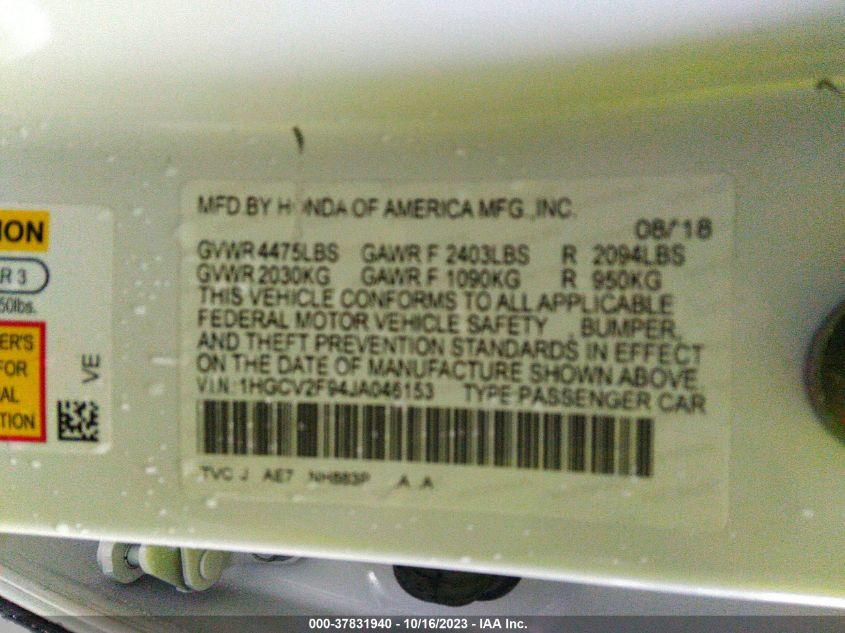 ION
R 3
50lbs.
ER'S
FOR
AL
TION
VE
MFD.BY HONDA OF AMERICA MFG.,INC.
08/18
GVWR 4475LBS GAWR F 2403LBS R 2094LBS
GVWR 2030KG GAWR F 1090KG R 950KG
THIS VEHICLE CONFORMS TO ALL APPLICABLE
FEDERAL MOTOR VEHICLE SAFETY , BUMPER,
AND THEFT PREVENTION STANDARDS IN EFFECT
ON THE DATE OF MANUFACTURE SHOWN ABOVE.
V.I.N.: 1HGCV2F94JA046153 TYPE:PASSENGER CAR
TVC J AE7 NH883P A A
000-37831940 - 10/16/2023 - IAA Inc.